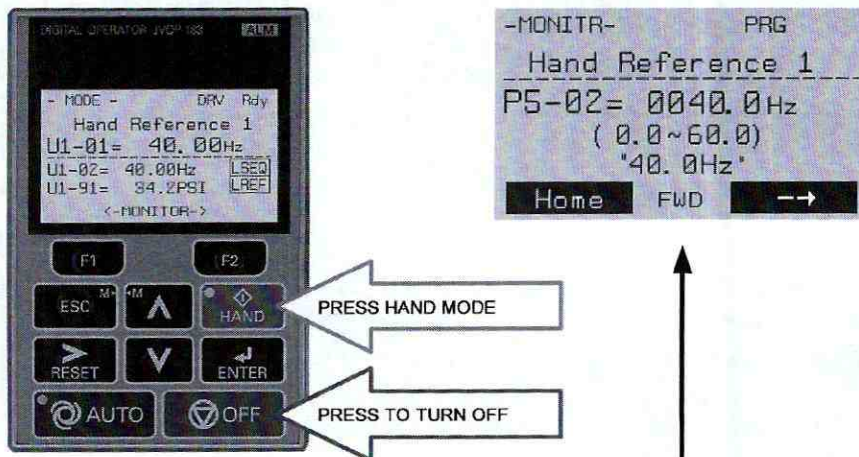 DIGITAL OPERATOR JVOP 183 ALM
- MODE - DRV Rdy
Hand Reference 1
U1-01= 40.00Hz
U1-02= 40.00Hz LSEQ
U1-91= 34.2PSI LREF
<-MONITOR->
F1 F2
ESC M▸ ◂M ∧ HAND
RESET ∨ ENTER
AUTO OFF
PRESS HAND MODE
PRESS TO TURN OFF
-MONITR- PRG
Hand Reference 1
P5-02= 0040.0Hz
( 0.0~60.0)
"40.0Hz"
Home FWD →